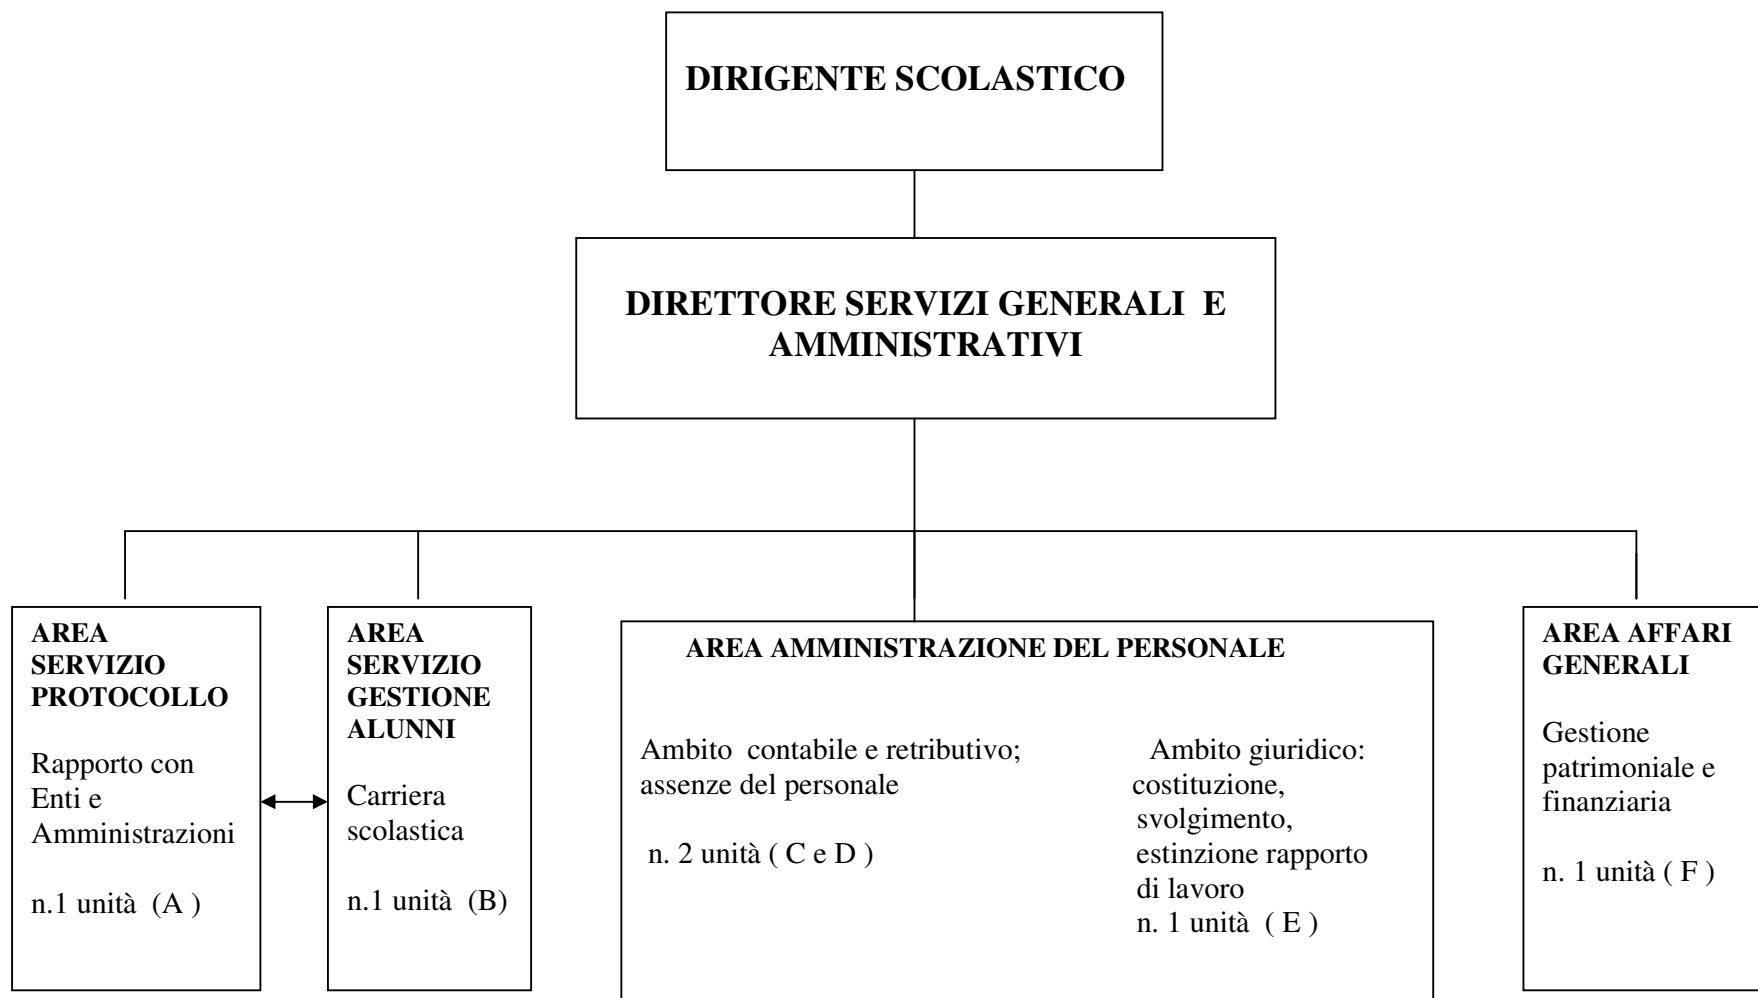 DIRIGENTE SCOLASTICO
DIRETTORE SERVIZI GENERALI E
AMMINISTRATIVI
AREA
SERVIZIO
PROTOCOLLO
Rapporto con
Enti e
Amministrazioni
n.1 unità (A )
AREA
SERVIZIO
GESTIONE
ALUNNI
Carriera
scolastica
n.1 unità (B)
AREA AMMINISTRAZIONE DEL PERSONALE
Ambito contabile e retributivo;
assenze del personale
n. 2 unità ( C e D )
Ambito giuridico:
costituzione,
svolgimento,
estinzione rapporto
di lavoro
n. 1 unità ( E )
AREA AFFARI
GENERALI
Gestione
patrimoniale e
finanziaria
n. 1 unità ( F )